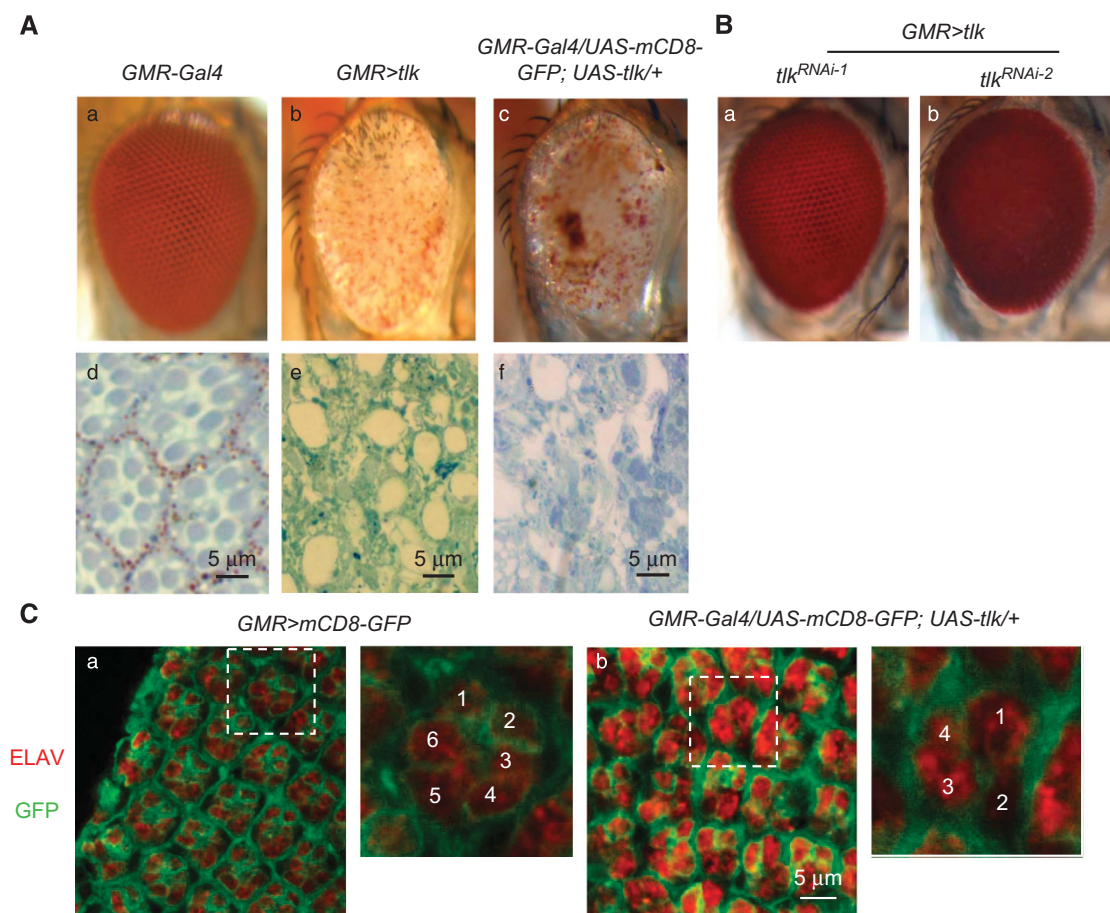 A
GMR-Gal4
GMR>tlk
GMR-Gal4/UAS-mCD8-
GFP; UAS-tlk/+
a
b
c
d
5 μm
e
5 μm
f
5 μm
B
GMR>tlk
tlkRNAi-1
tlkRNAi-2
a
b
C
GMR>mCD8-GFP
GMR-Gal4/UAS-mCD8-GFP; UAS-tlk/+
ELAV
GFP
a
1
2
6
3
5
4
b
5 μm
1
4
3
2